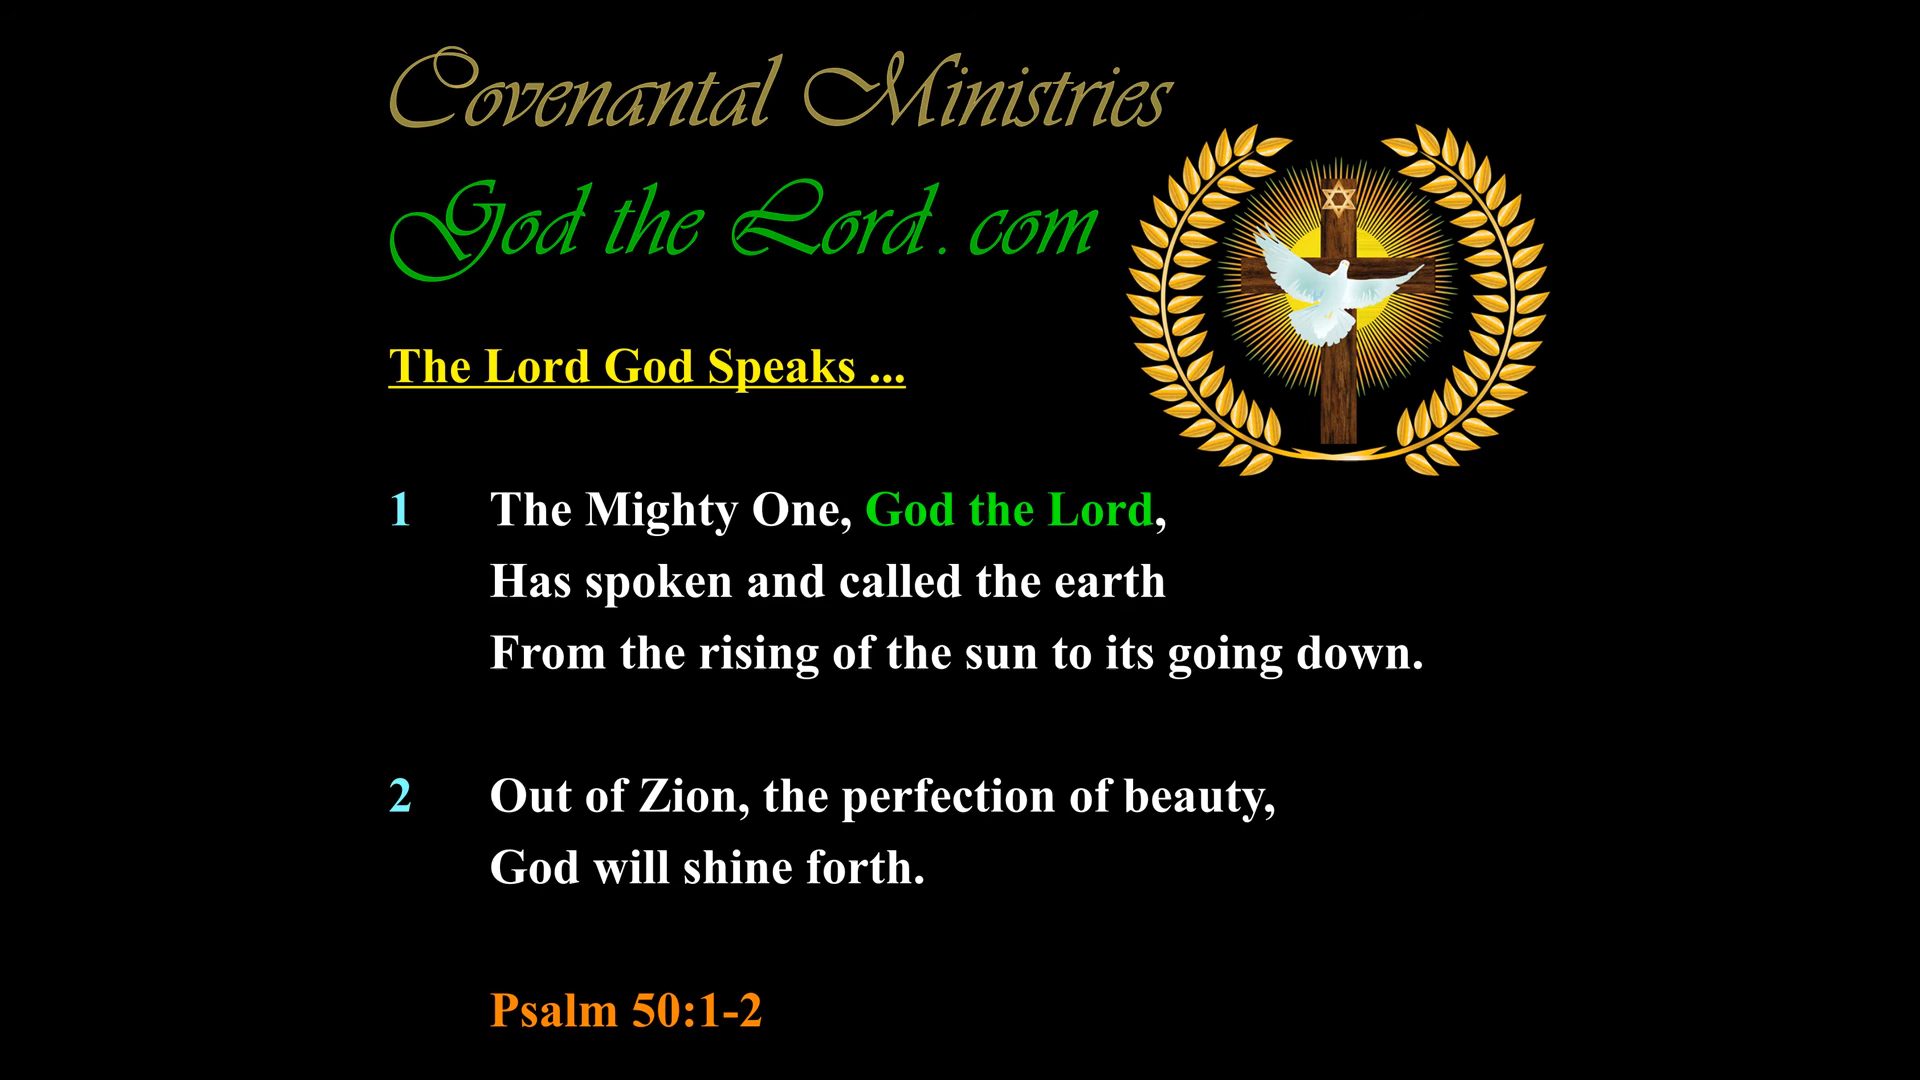 Covenantal Ministries
God the Lord.com
The Lord God Speaks ...
1 The Mighty One, God the Lord,
Has spoken and called the earth
From the rising of the sun to its going down.
2 Out of Zion, the perfection of beauty,
God will shine forth.
Psalm 50:1-2